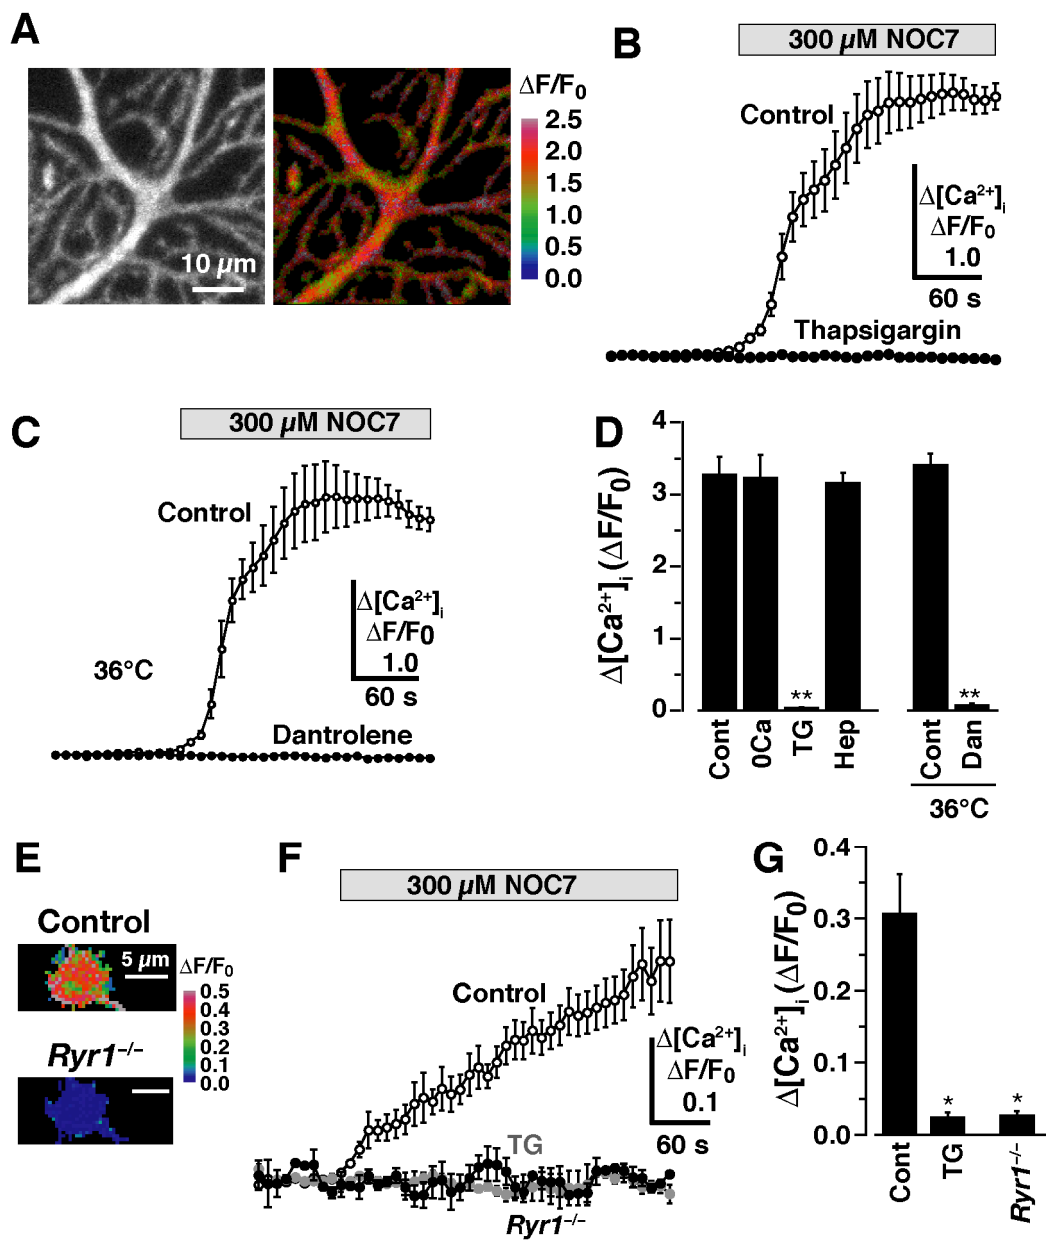 A
10 µm
ΔF/F0
2.5
2.0
1.5
1.0
0.5
0.0
B
300 µM NOC7
Control
Δ[Ca2+]i
ΔF/F0
1.0
60 s
Thapsigargin
C
300 µM NOC7
Control
Δ[Ca2+]i
ΔF/F0
1.0
60 s
36°C
Dantrolene
D
Δ[Ca2+]i (ΔF/F0)
4
3
2
1
0
**
**
Cont
0Ca
TG
Hep
Cont
Dan
36°C
E
Control
5 µm
ΔF/F0
0.5
0.4
0.3
0.2
0.1
0.0
Ryr1−/−
F
300 µM NOC7
Control
Δ[Ca2+]i
ΔF/F0
0.1
60 s
TG
Ryr1−/−
G
Δ[Ca2+]i (ΔF/F0)
0.4
0.3
0.2
0.1
0.0
*
*
Cont
TG
Ryr1−/−